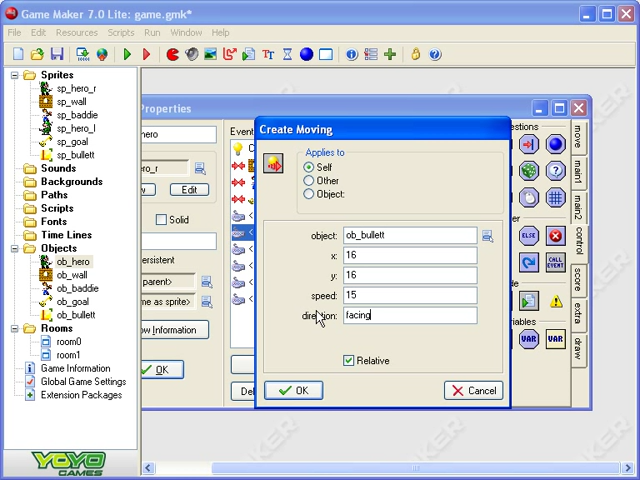 Game Maker 7.0 Lite: game.gmk*
File Edit Resources Scripts Run Window Help
Sprites
sp_hero_r
sp_wall
sp_baddie
sp_hero_l
sp_goal
sp_bullett
Sounds
Backgrounds
Paths
Scripts
Fonts
Time Lines
Objects
ob_hero
ob_wall
ob_baddie
ob_goal
ob_bullett
Rooms
room0
room1
Game Information
Global Game Settings
Extension Packages
YOYO
GAMES
Properties
hero
ero_r
Edit
Solid
ersistent
parent>
me as sprite>
ow Information
OK
Event
Del
Create Moving
Applies to
Self
Other
Object:
object: ob_bullett
x: 16
y: 16
speed: 15
direction: facing
Relative
OK Cancel
stions
ELSE
CALL
EVENT
riables
VAR VAR
move
main1
main2
control
score
extra
draw